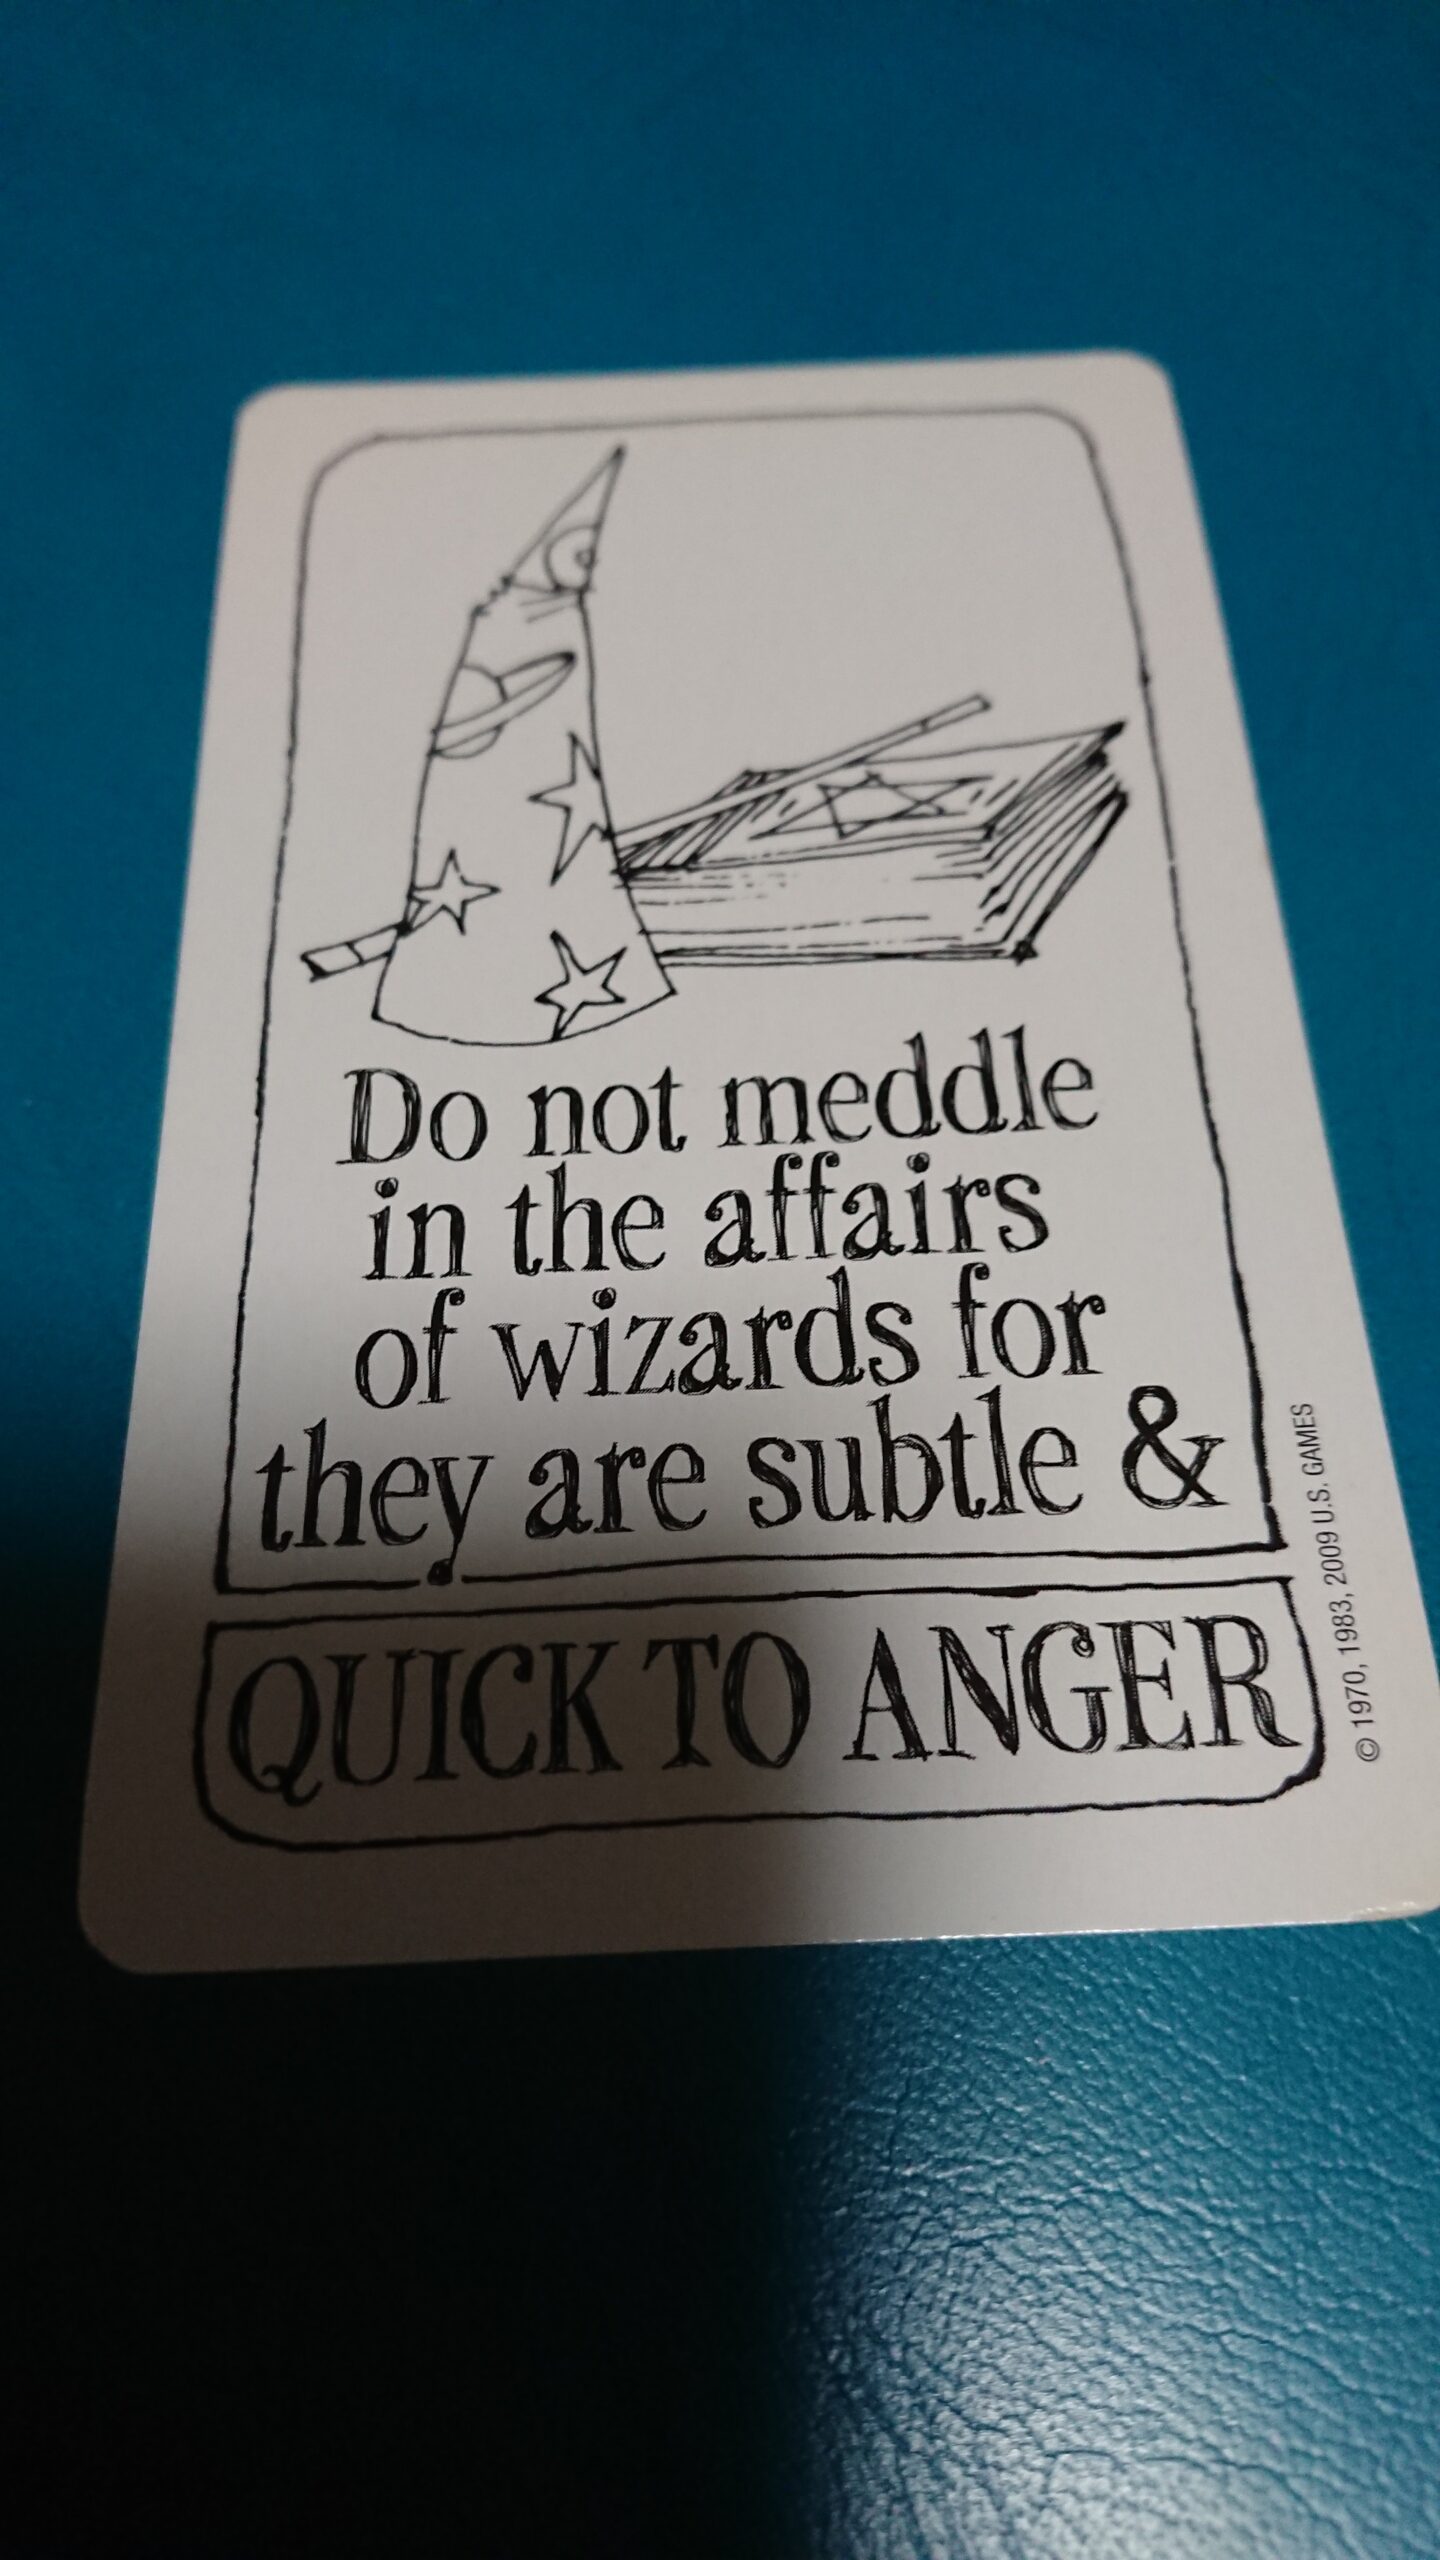 Do not meddle
in the affairs
of wizards for
they are subtle &
QUICK TO ANGER
© 1970, 1983, 2009 U.S. GAMES